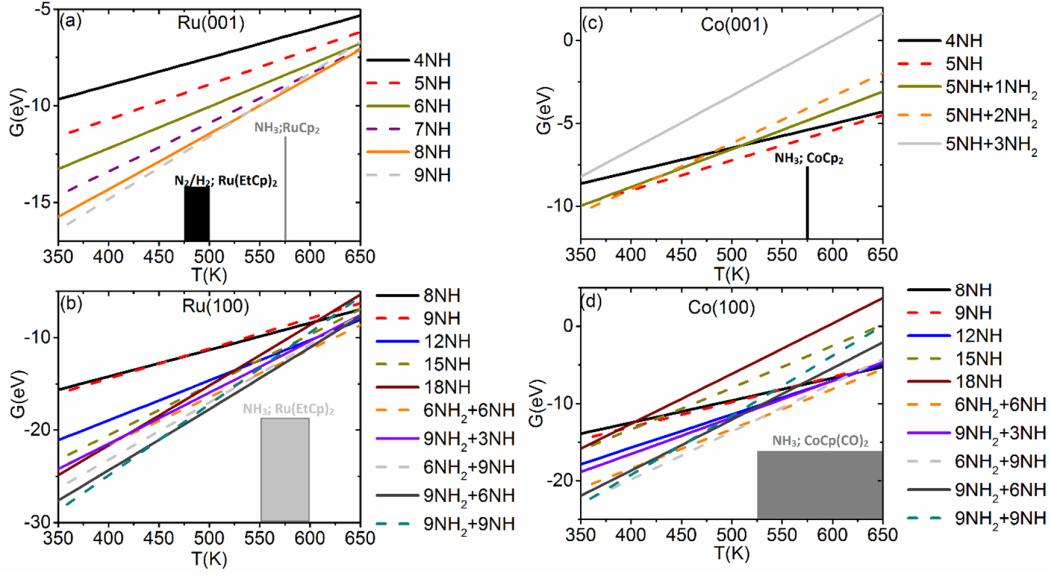 (a) Ru(001)
G(eV)
-5
-10
-15
NH₃;RuCp₂
N₂/H₂; Ru(EtCp)₂
350 400 450 500 550 600 650
T(K)
4NH
5NH
6NH
7NH
8NH
9NH
(c) Co(001)
G(eV)
0
-5
-10
NH₃; CoCp₂
350 400 450 500 550 600 650
T(K)
4NH
5NH
5NH+1NH₂
5NH+2NH₂
5NH+3NH₂
(b) Ru(100)
G(eV)
-10
-20
-30
NH₃; Ru(EtCp)₂
350 400 450 500 550 600 650
T(K)
8NH
9NH
12NH
15NH
18NH
6NH₂+6NH
9NH₂+3NH
6NH₂+9NH
9NH₂+6NH
9NH₂+9NH
(d) Co(100)
G(eV)
0
-10
-20
NH₃; CoCp(CO)₂
350 400 450 500 550 600 650
T(K)
8NH
9NH
12NH
15NH
18NH
6NH₂+6NH
9NH₂+3NH
6NH₂+9NH
9NH₂+6NH
9NH₂+9NH